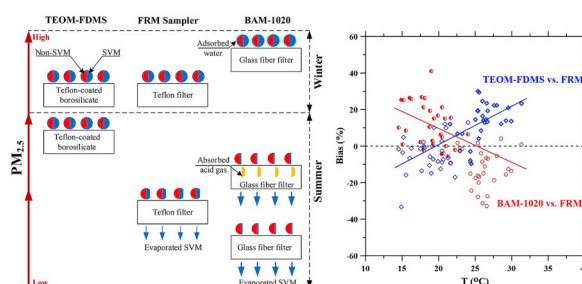 TEOM-FDMS
FRM Sampler
BAM-1020
High
Non-SVM
SVM
Adsorbed
water
Glass fiber filter
Teflon-coated
borosilicate
Teflon filter
Winter
Teflon-coated
borosilicate
PM2.5
Absorbed
acid gas
Glass fiber filter
Summer
Teflon filter
Evaporated SVM
Glass fiber filter
Low
Evaporated SVM
TEOM-FDMS vs. FRM
BAM-1020 vs. FRM
Bias (%)
60
40
20
0
-20
-40
-60
10 15 20 25 30 35 40
T (°C)